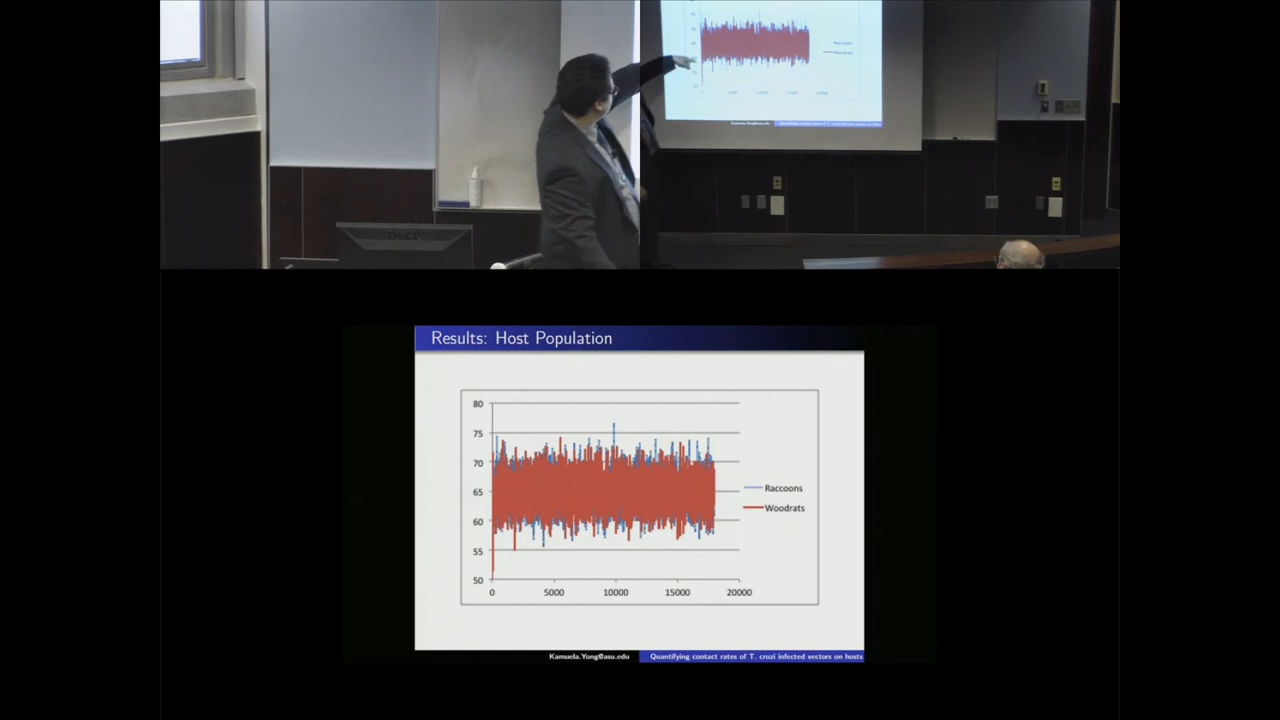 DELL
Results: Host Population
80
75
70
65
60
55
50
0 5000 10000 15000 20000
Raccoons
Woodrats
Kamuela.Yong@asu.edu Quantifying contact rates of T. cruzi infected vectors on hosts